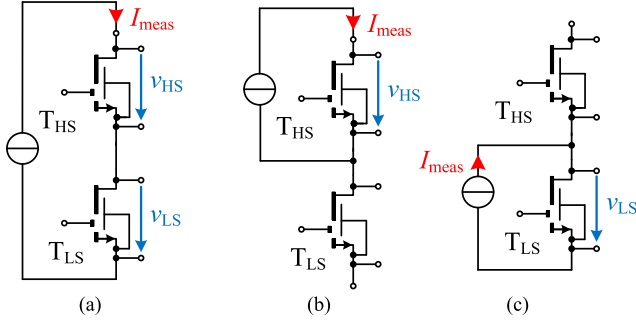 I_meas
v_HS
T_HS
v_LS
T_LS
(a)
I_meas
v_HS
T_HS
T_LS
(b)
T_HS
I_meas
v_LS
T_LS
(c)